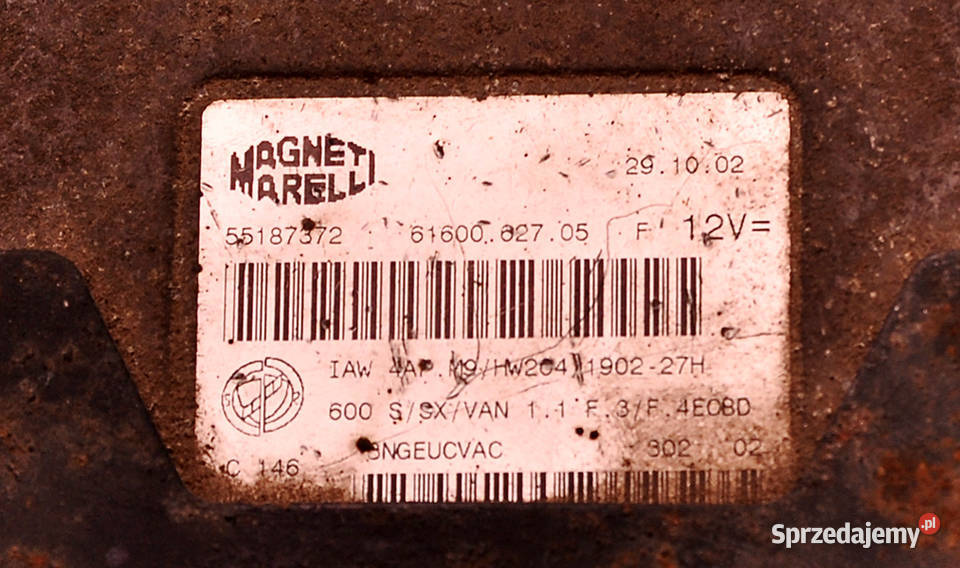 MAGNETI
MARELLI
29.10.02
55187372 61600.627.05 F 12V=
IAW 4AF.M9/HW204/1902-27H
600 S/SX/VAN 1.1 F.3/F.4EOBD
3NGEUCVAC 302 02
C 146
Sprzedajemy.pl